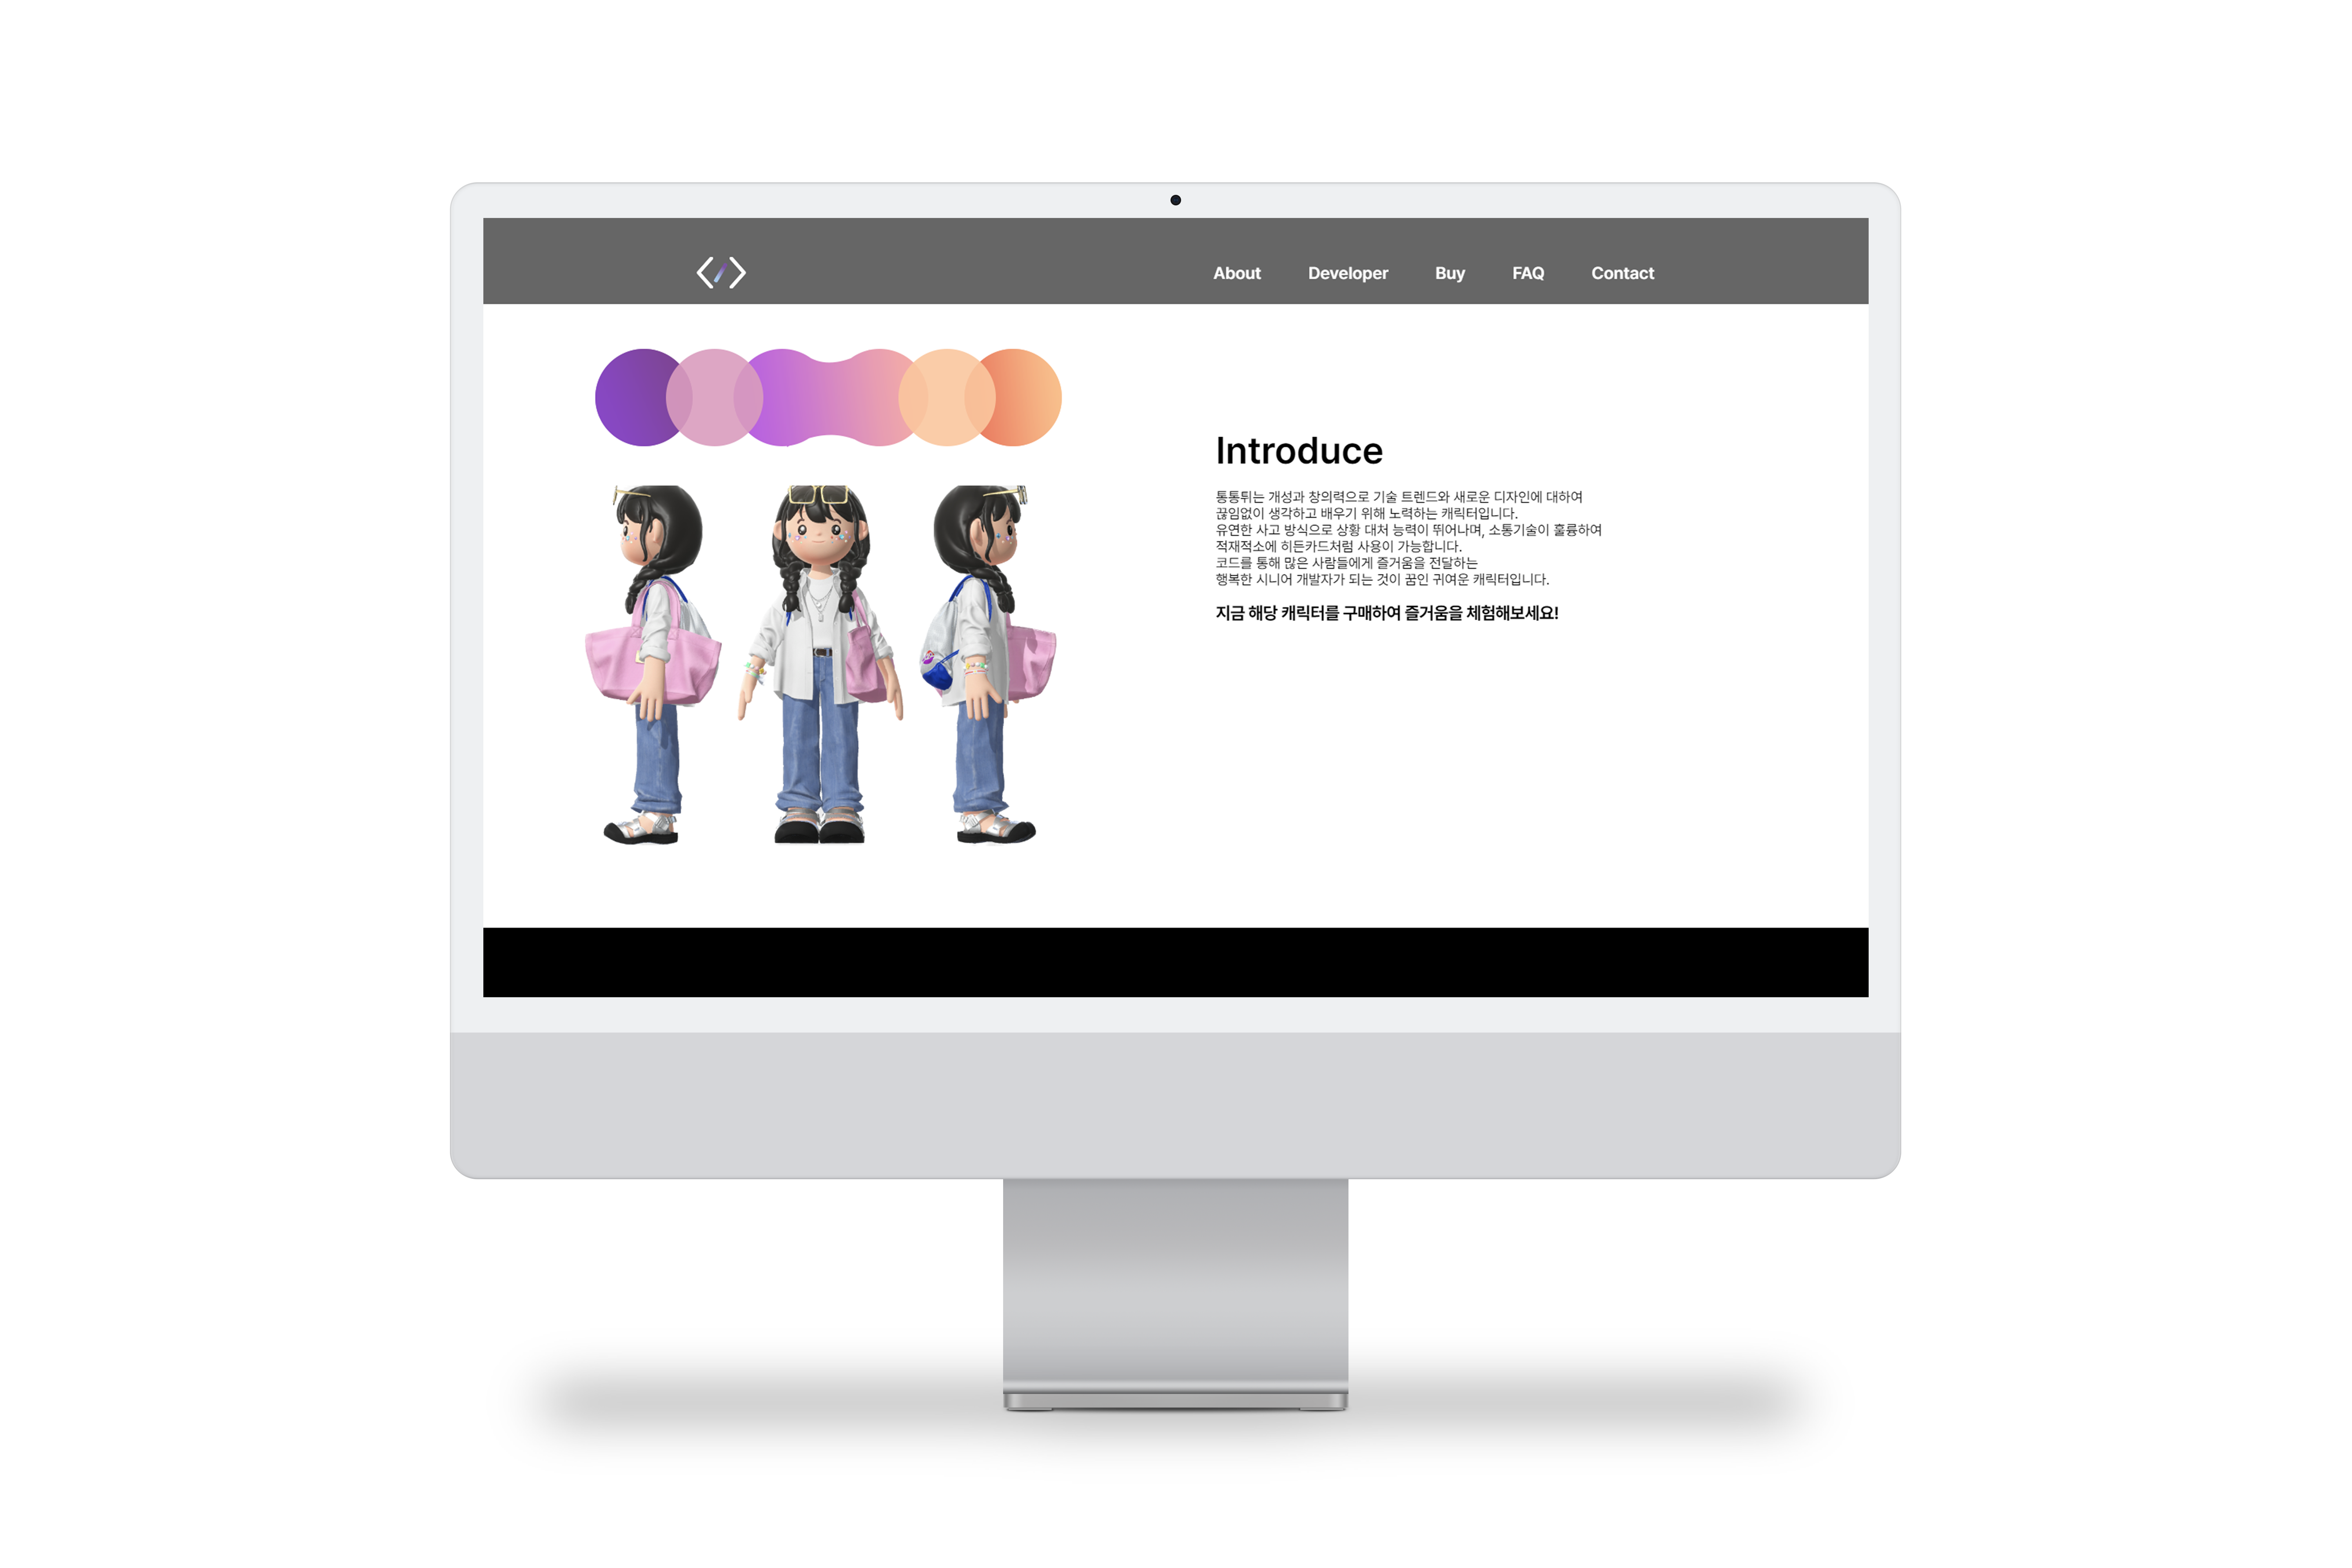 About Developer Buy FAQ Contact
Introduce
통통튀는 개성과 창의력으로 기술 트렌드와 새로운 디자인에 대하여
끊임없이 생각하고 배우기 위해 노력하는 캐릭터입니다.
유연한 사고 방식으로 상황 대처 능력이 뛰어나며, 소통기술이 훌륭하여
적재적소에 히든카드처럼 사용이 가능합니다.
코드를 통해 많은 사람들에게 즐거움을 전달하는
행복한 시니어 개발자가 되는 것이 꿈인 귀여운 캐릭터입니다.
지금 해당 캐릭터를 구매하여 즐거움을 체험해보세요!